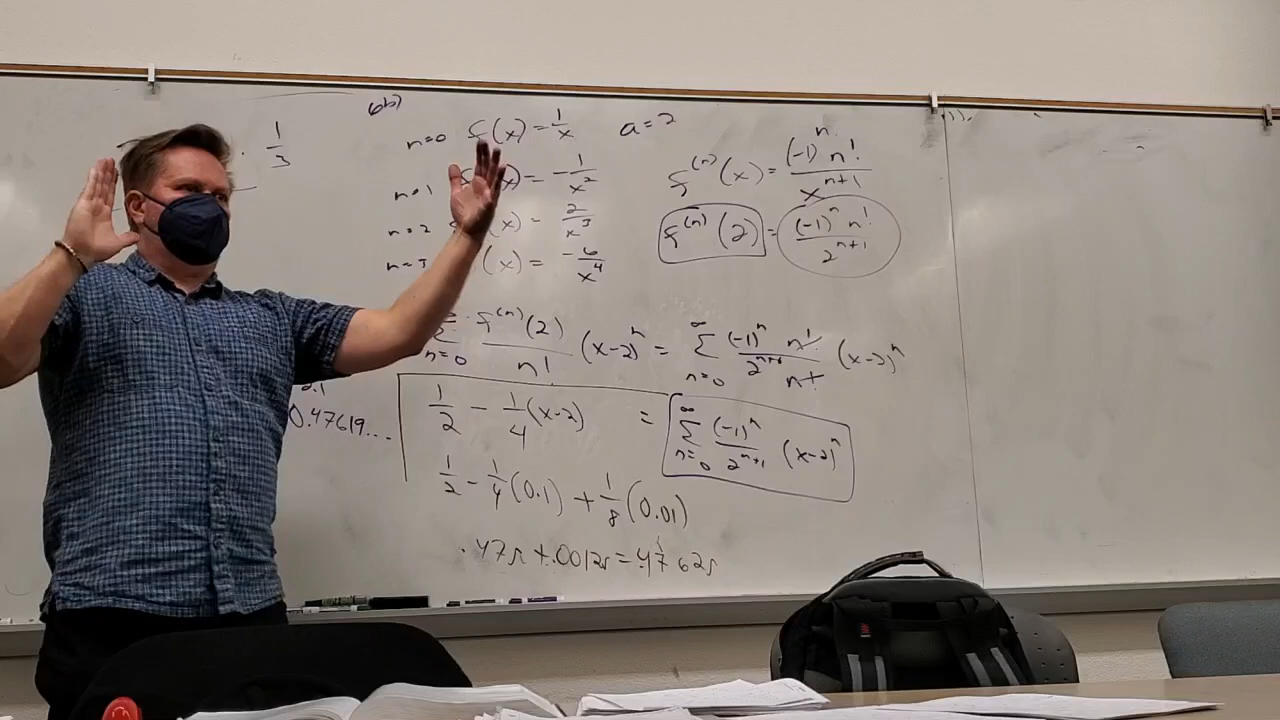 6b)
1/3
n=0 f(x) = 1/x a=2
n=1 (x) = -1/x²
n=2 (x) = 2/x³
n=3 (x) = -6/x⁴
f⁽ⁿ⁾(x) = (-1)ⁿ n!/xⁿ⁺¹
f⁽ⁿ⁾(2) = (-1)ⁿ n!/2ⁿ⁺¹
n=0 f⁽ⁿ⁾(2)/n! (x-2)ⁿ = ∞ Σ n=0 (-1)ⁿ n!/2ⁿ⁺¹ n! (x-2)ⁿ
2.1
0.47619...
1/2 - 1/4(x-2) = ∞ Σ n=0 (-1)ⁿ/2ⁿ⁺¹ (x-2)ⁿ
1/2 - 1/4(0.1) + 1/8(0.01)
.475 + .00125 = .47625